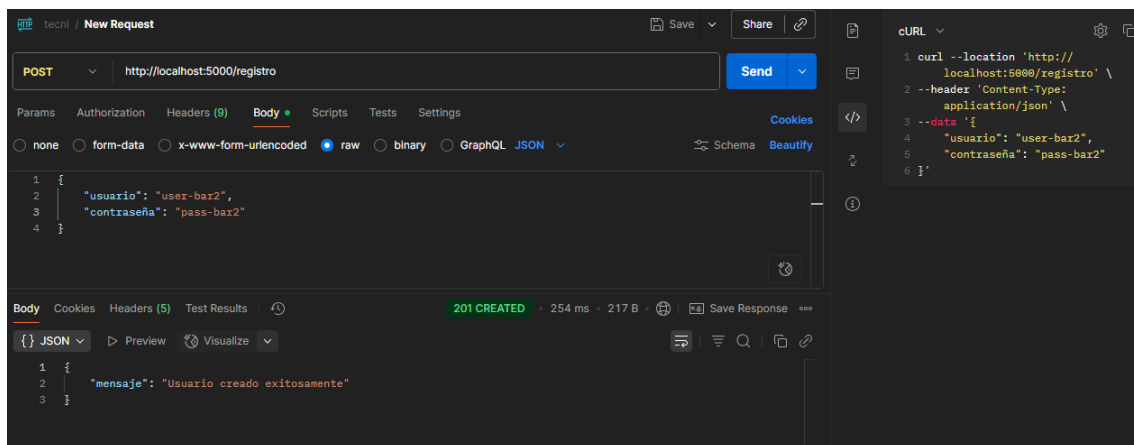 HTTP tecni / New Request Save Share
POST http://localhost:5000/registro Send
Params Authorization Headers (9) Body Scripts Tests Settings Cookies
none form-data x-www-form-urlencoded raw binary GraphQL JSON Schema Beautify
1 {
2 "usuario": "user-bar2",
3 "contraseña": "pass-bar2"
4 }
Body Cookies Headers (5) Test Results 201 CREATED 254 ms 217 B Save Response
{} JSON Preview Visualize
1 {
2 "mensaje": "Usuario creado exitosamente"
3 }
cURL
1 curl --location 'http://
localhost:5000/registro' \
2 --header 'Content-Type:
application/json' \
3 --data '{
4 "usuario": "user-bar2",
5 "contraseña": "pass-bar2"
6 }'